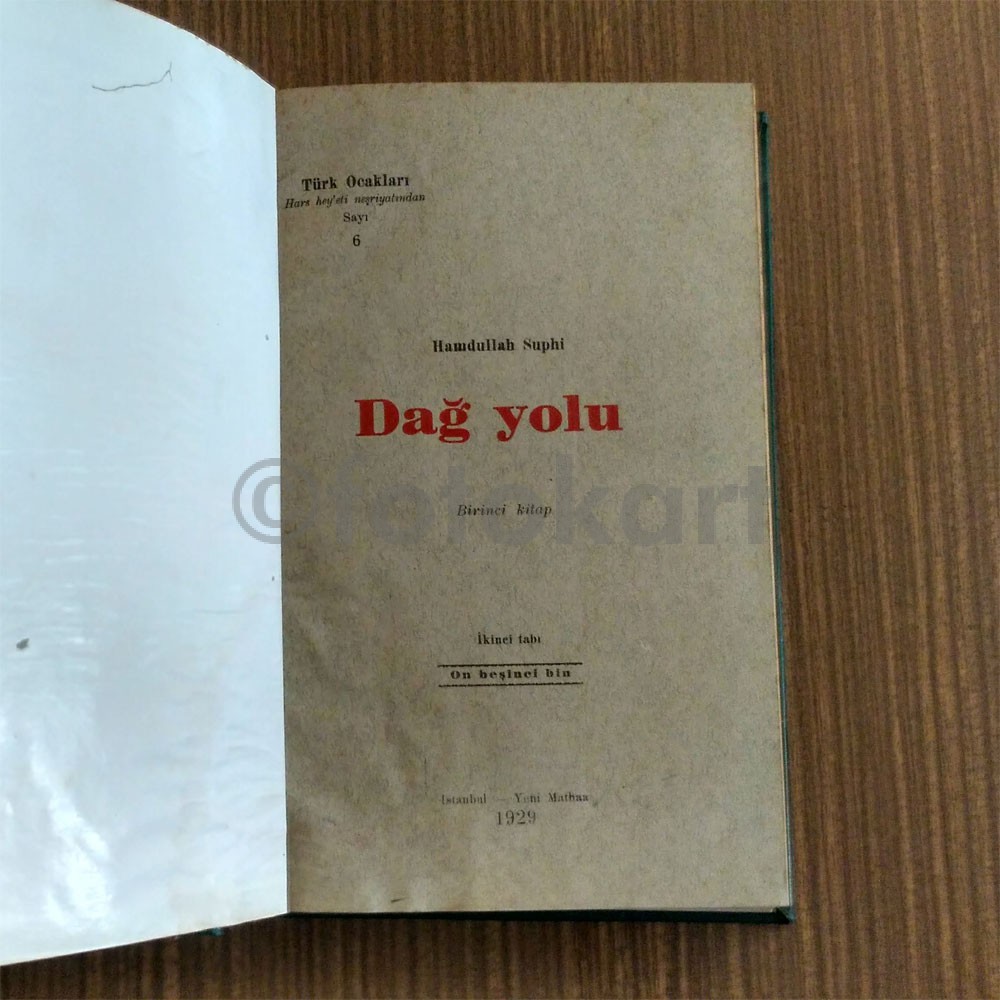 Türk Ocakları
Hars hey'eti neşriyatından
Sayı
6
Hamdullah Suphi
Dağ yolu
©fotokart
Birinci kitap
İkinci tabı
On beşinci bin
İstanbul — Yeni Matbaa
1929